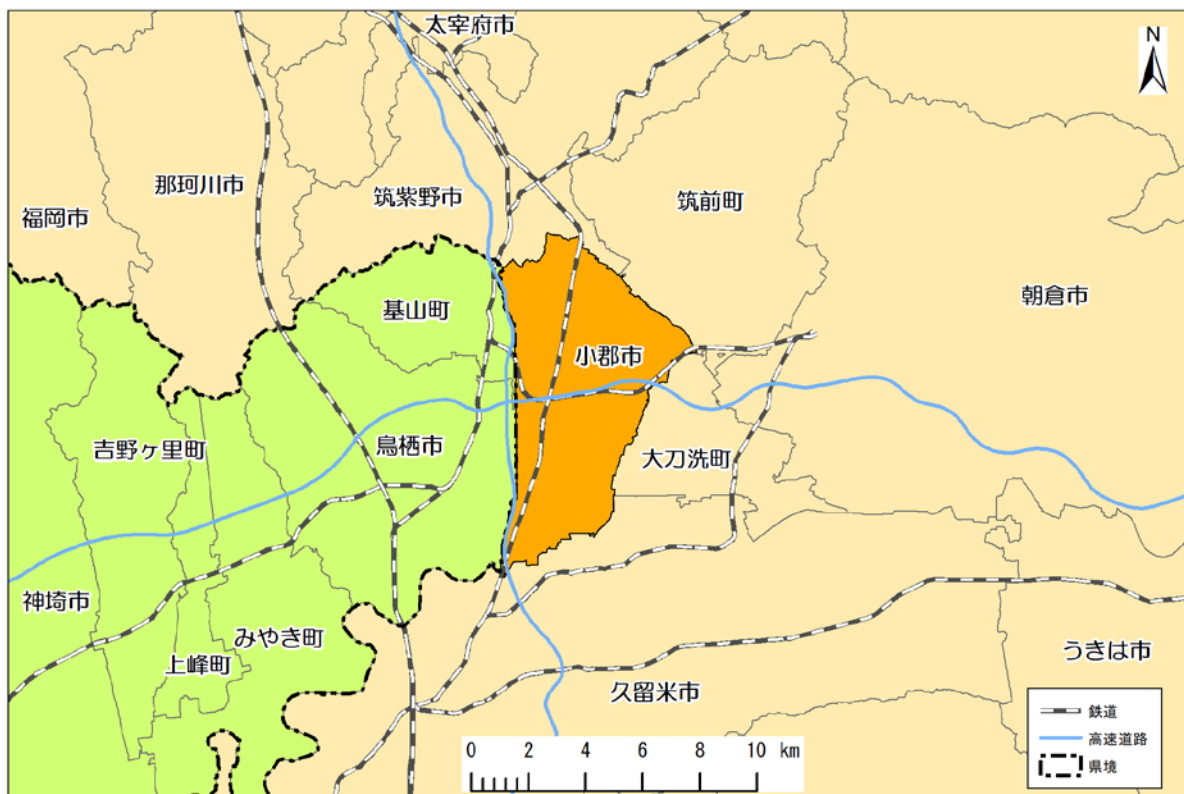 太宰府市
N
那珂川市
筑紫野市
筑前町
福岡市
朝倉市
基山町
小郡市
吉野ヶ里町
鳥栖市
大刀洗町
神埼市
みやき町
上峰町
うきは市
久留米市
鉄道
高速道路
県境
0 2 4 6 8 10 km